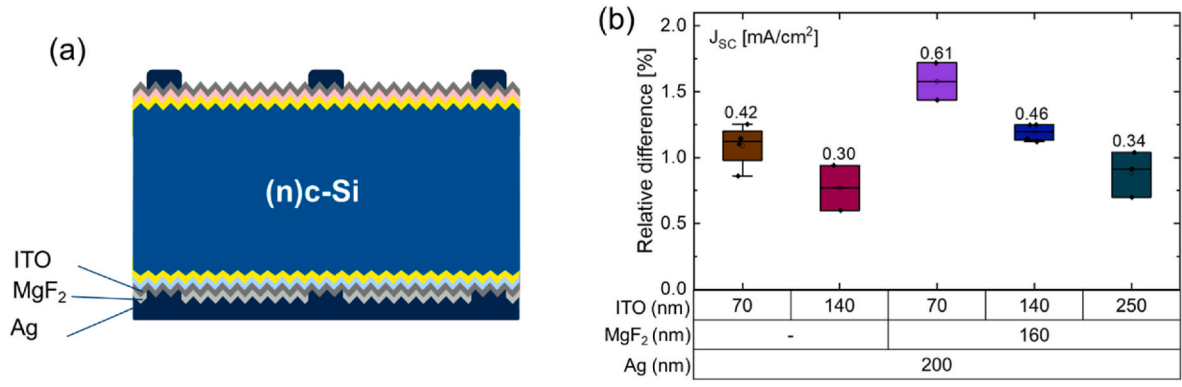 (a)
(n)c-Si
ITO
MgF₂
Ag
(b)
Relative difference [%]
2.0
1.5
1.0
0.5
0.0
J_SC [mA/cm²]
0.42
0.30
0.61
0.46
0.34
ITO (nm) 70 140 70 140 250
MgF₂(nm) - 160
Ag (nm) 200